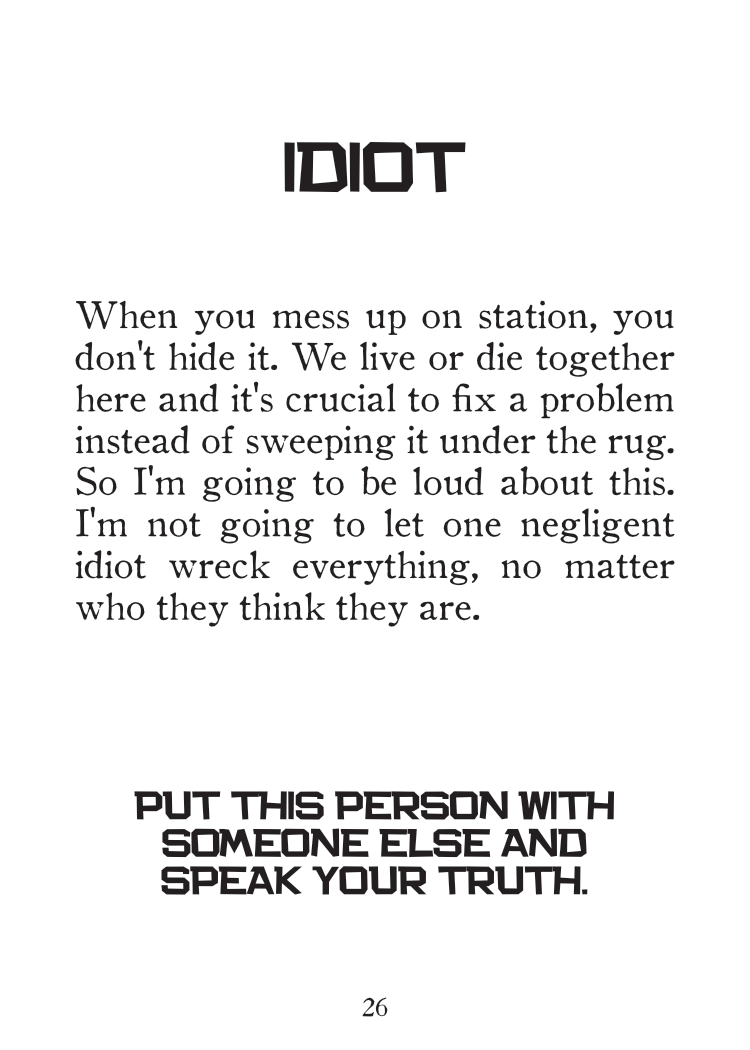 IDIOT
When you mess up on station, you
don't hide it. We live or die together
here and it's crucial to fix a problem
instead of sweeping it under the rug.
So I'm going to be loud about this.
I'm not going to let one negligent
idiot wreck everything, no matter
who they think they are.
PUT THIS PERSON WITH
SOMEONE ELSE AND
SPEAK YOUR TRUTH.
26